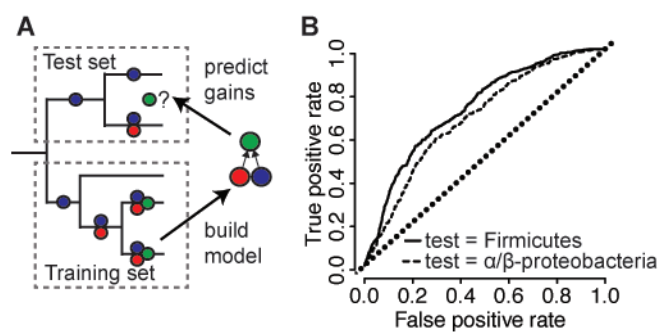 A
Test set
?
predict
gains
build
model
Training set
B
True positive rate
0.0 0.2 0.4 0.6 0.8 1.0
test = Firmicutes
test = α/β-proteobacteria
0.0 0.2 0.4 0.6 0.8 1.0
False positive rate